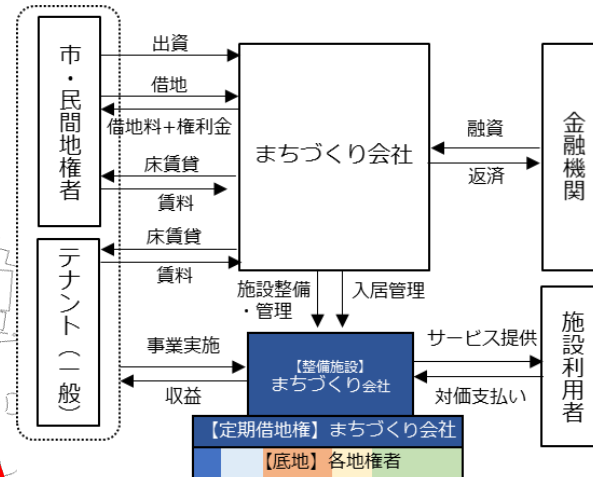 市・民間地権者
出資
借地
借地料+権利金
床賃貸
賃料
まちづくり会社
融資
返済
金融機関
テナント（一般）
床賃貸
賃料
施設整備
・管理
入居管理
事業実施
収益
【整備施設】
まちづくり会社
サービス提供
対価支払い
施設利用者
【定期借地権】まちづくり会社
【底地】各地権者